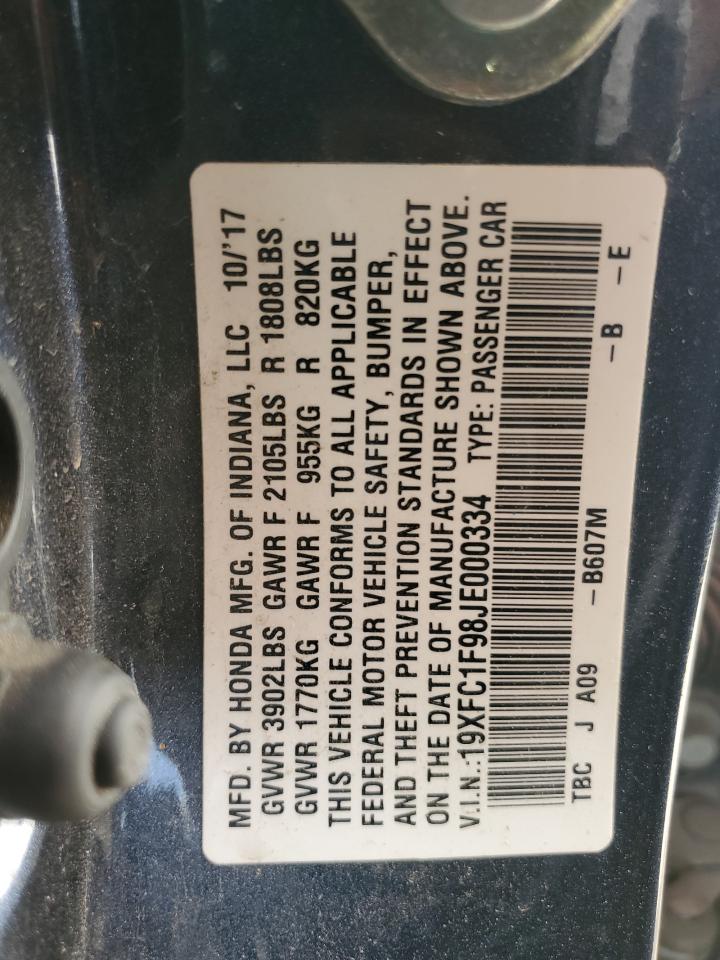 MFD. BY HONDA MFG. OF INDIANA, LLC 10/'17
GVWR 3902LBS GAWR F 2105LBS R 1808LBS
GVWR 1770KG GAWR F 955KG R 820KG
THIS VEHICLE CONFORMS TO ALL APPLICABLE
FEDERAL MOTOR VEHICLE SAFETY, BUMPER,
AND THEFT PREVENTION STANDARDS IN EFFECT
ON THE DATE OF MANUFACTURE SHOWN ABOVE.
V.I.N.:19XFC1F98JE000334 TYPE: PASSENGER CAR
TBC J A09 -B607M -B -E